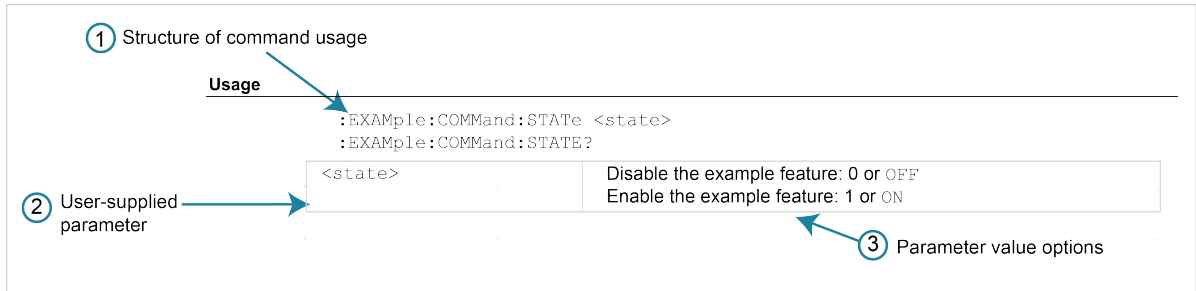 1 Structure of command usage
Usage
:EXAMple:COMMand:STATe <state>
:EXAMple:COMMand:STATE?
<state> Disable the example feature: 0 or OFF
Enable the example feature: 1 or ON
2 User-supplied
parameter
3 Parameter value options